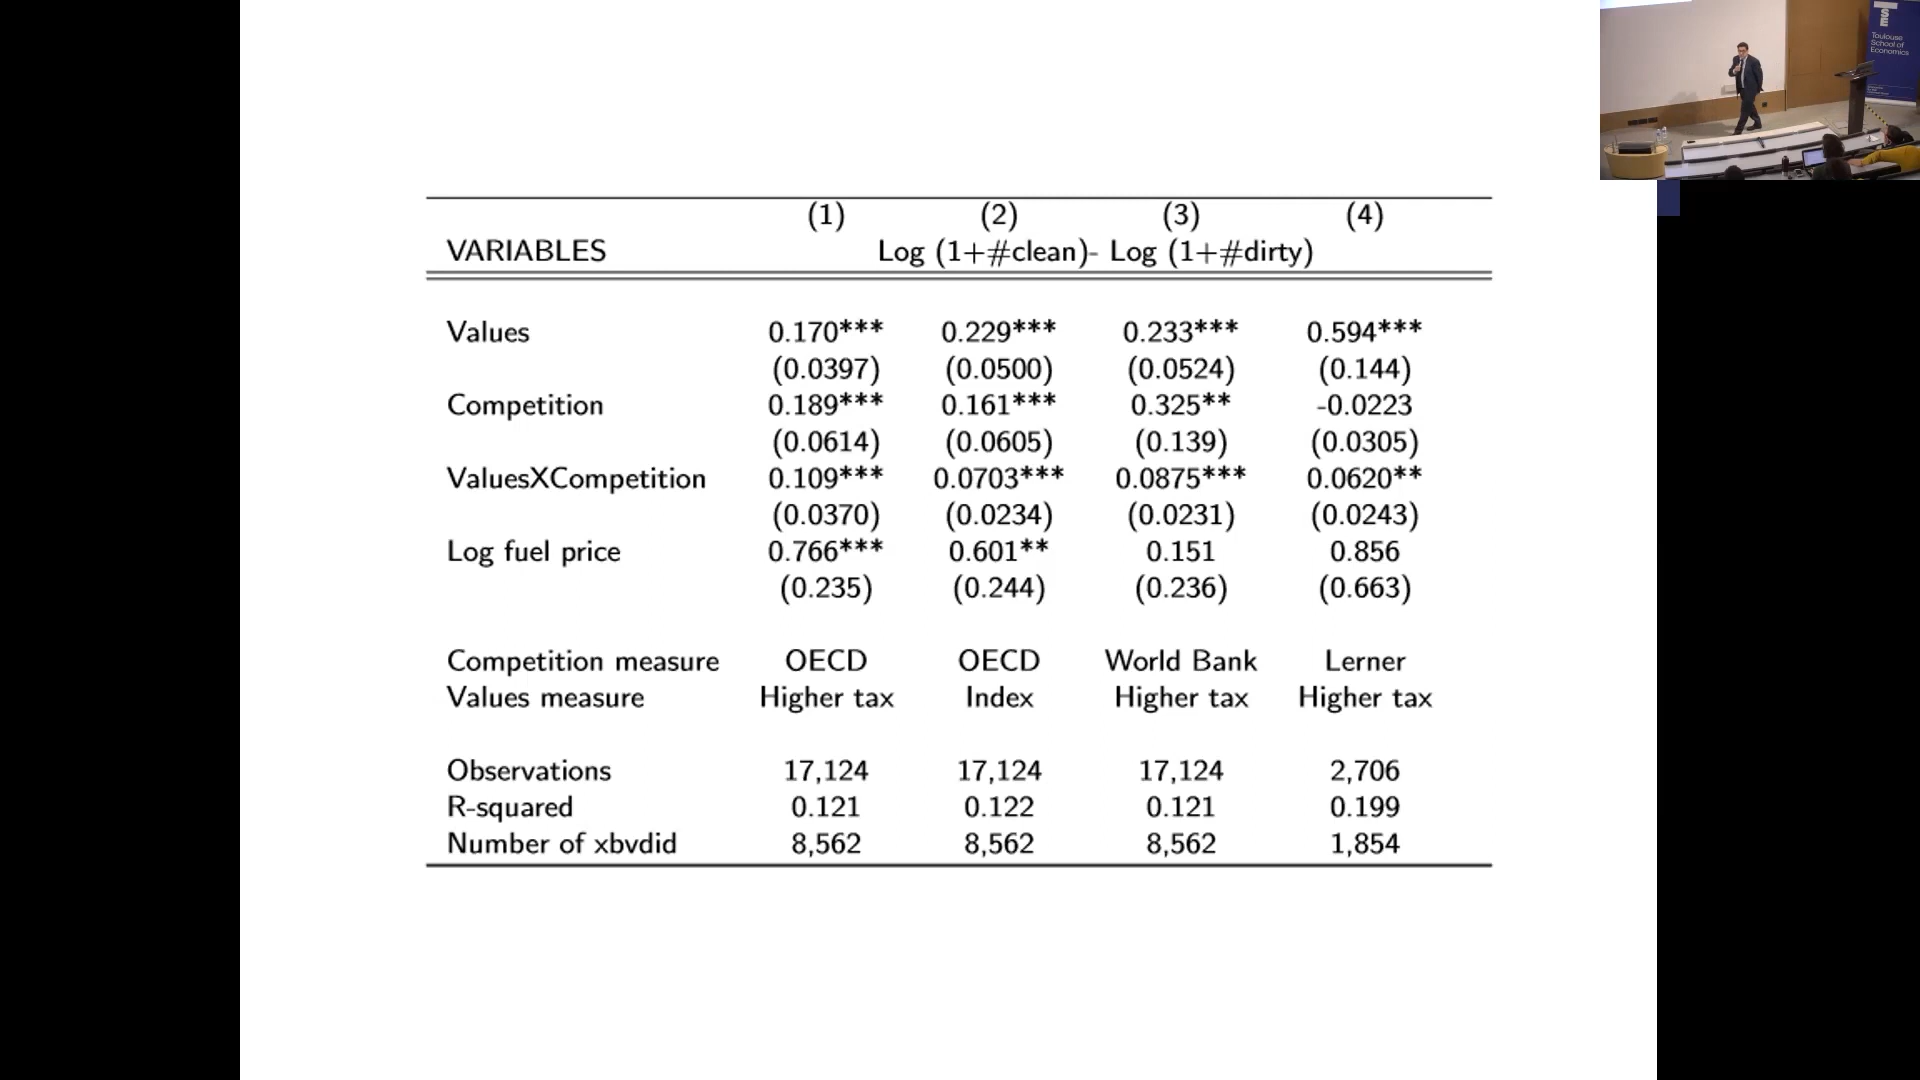 (1) (2) (3) (4)
VARIABLES Log (1+#clean)- Log (1+#dirty)
Values 0.170*** 0.229*** 0.233*** 0.594***
(0.0397) (0.0500) (0.0524) (0.144)
Competition 0.189*** 0.161*** 0.325** -0.0223
(0.0614) (0.0605) (0.139) (0.0305)
ValuesXCompetition 0.109*** 0.0703*** 0.0875*** 0.0620**
(0.0370) (0.0234) (0.0231) (0.0243)
Log fuel price 0.766*** 0.601** 0.151 0.856
(0.235) (0.244) (0.236) (0.663)
Competition measure OECD OECD World Bank Lerner
Values measure Higher tax Index Higher tax Higher tax
Observations 17,124 17,124 17,124 2,706
R-squared 0.121 0.122 0.121 0.199
Number of xbvdid 8,562 8,562 8,562 1,854
TSE
Toulouse
School of
Economics